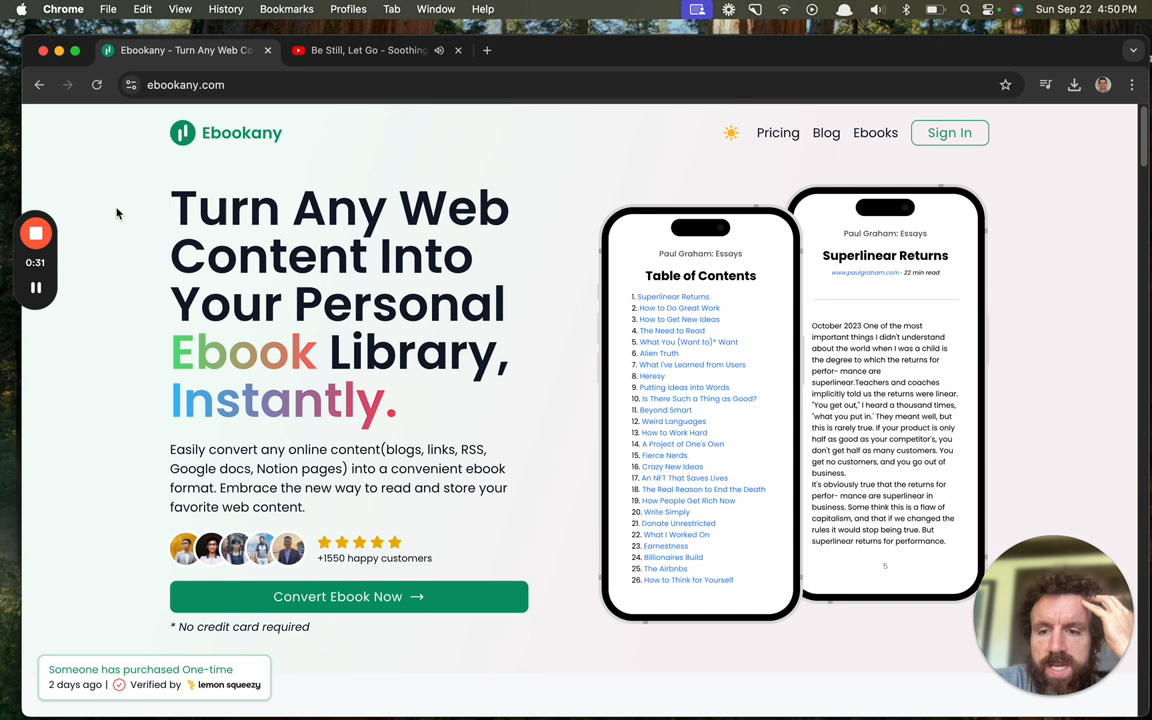 Chrome File Edit View History Bookmarks Profiles Tab Window Help Sun Sep 22 4:50 PM
Ebookany - Turn Any Web Co
Be Still, Let Go - Soothing
ebookany.com
Ebookany
Pricing Blog Ebooks Sign In
0:31
Turn Any Web
Content Into
Your Personal
Ebook Library,
Instantly.
Easily convert any online content(blogs, links, RSS,
Google docs, Notion pages) into a convenient ebook
format. Embrace the new way to read and store your
favorite web content.
+1550 happy customers
Convert Ebook Now →
* No credit card required
Someone has purchased One-time
2 days ago | Verified by lemon squeezy
Paul Graham: Essays
Table of Contents
1. Superlinear Returns
2. How to Do Great Work
3. How to Get New Ideas
4. The Need to Read
5. What You (Want to)* Want
6. Alien Truth
7. What I've Learned from Users
8. Heresy
9. Putting Ideas into Words
10. Is There Such a Thing as Good?
11. Beyond Smart
12. Weird Languages
13. How to Work Hard
14. A Project of One's Own
15. Fierce Nerds
16. Crazy New Ideas
17. An NFT That Saves Lives
18. The Real Reason to End the Death
19. How People Get Rich Now
20. Write Simply
21. Donate Unrestricted
22. What I Worked On
23. Earnestness
24. Billionaires Build
25. The Airbnbs
26. How to Think for Yourself
Paul Graham: Essays
Superlinear Returns
www.paulgraham.com · 22 min read
October 2023 One of the most
important things I didn't understand
about the world when I was a child is
the degree to which the returns for
perfor- mance are
superlinear.Teachers and coaches
implicitly told us the returns were linear.
"You get out," I heard a thousand times,
"what you put in." They meant well, but
this is rarely true. If your product is only
half as good as your competitor's, you
don't get half as many customers. You
get no customers, and you go out of
business.
It's obviously true that the returns for
perfor- mance are superlinear in
business. Some think this is a flaw of
capitalism, and that if we changed the
rules it would stop being true. But
superlinear returns for performance.
5